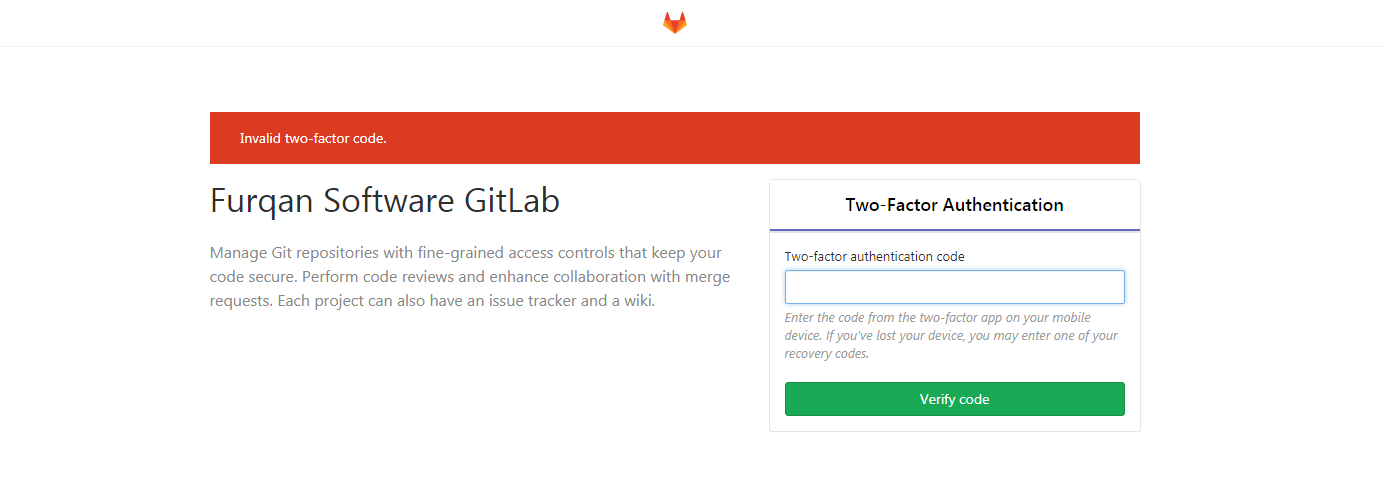 Invalid two-factor code.
Furqan Software GitLab
Manage Git repositories with fine-grained access controls that keep your
code secure. Perform code reviews and enhance collaboration with merge
requests. Each project can also have an issue tracker and a wiki.
Two-Factor Authentication
Two-factor authentication code
Enter the code from the two-factor app on your mobile
device. If you've lost your device, you may enter one of your
recovery codes.
Verify code